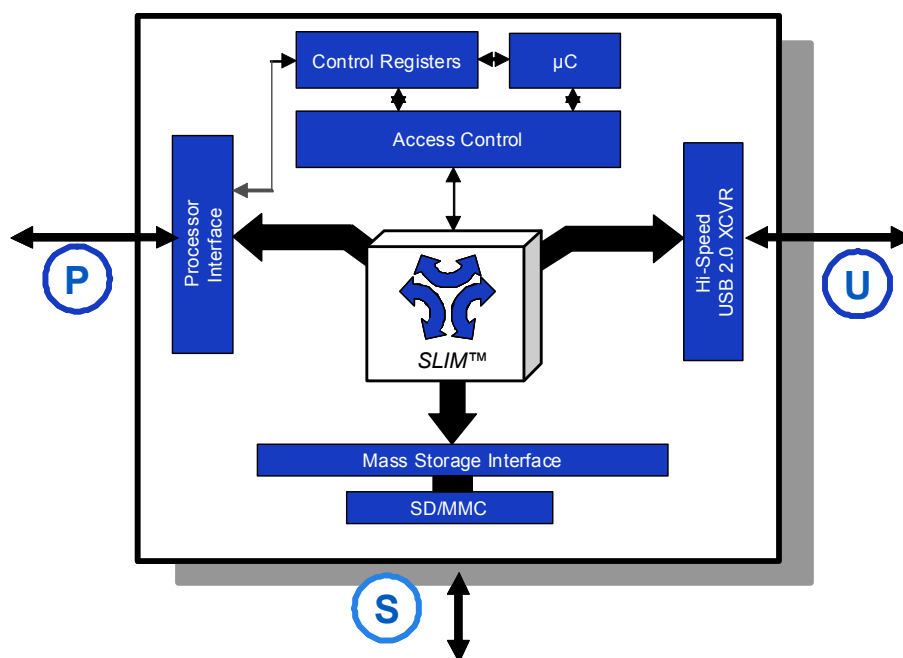 Control Registers
µC
Access Control
Processor
Interface
Hi-Speed
USB 2.0 XCVR
P
U
SLIM™
Mass Storage Interface
SD/MMC
S